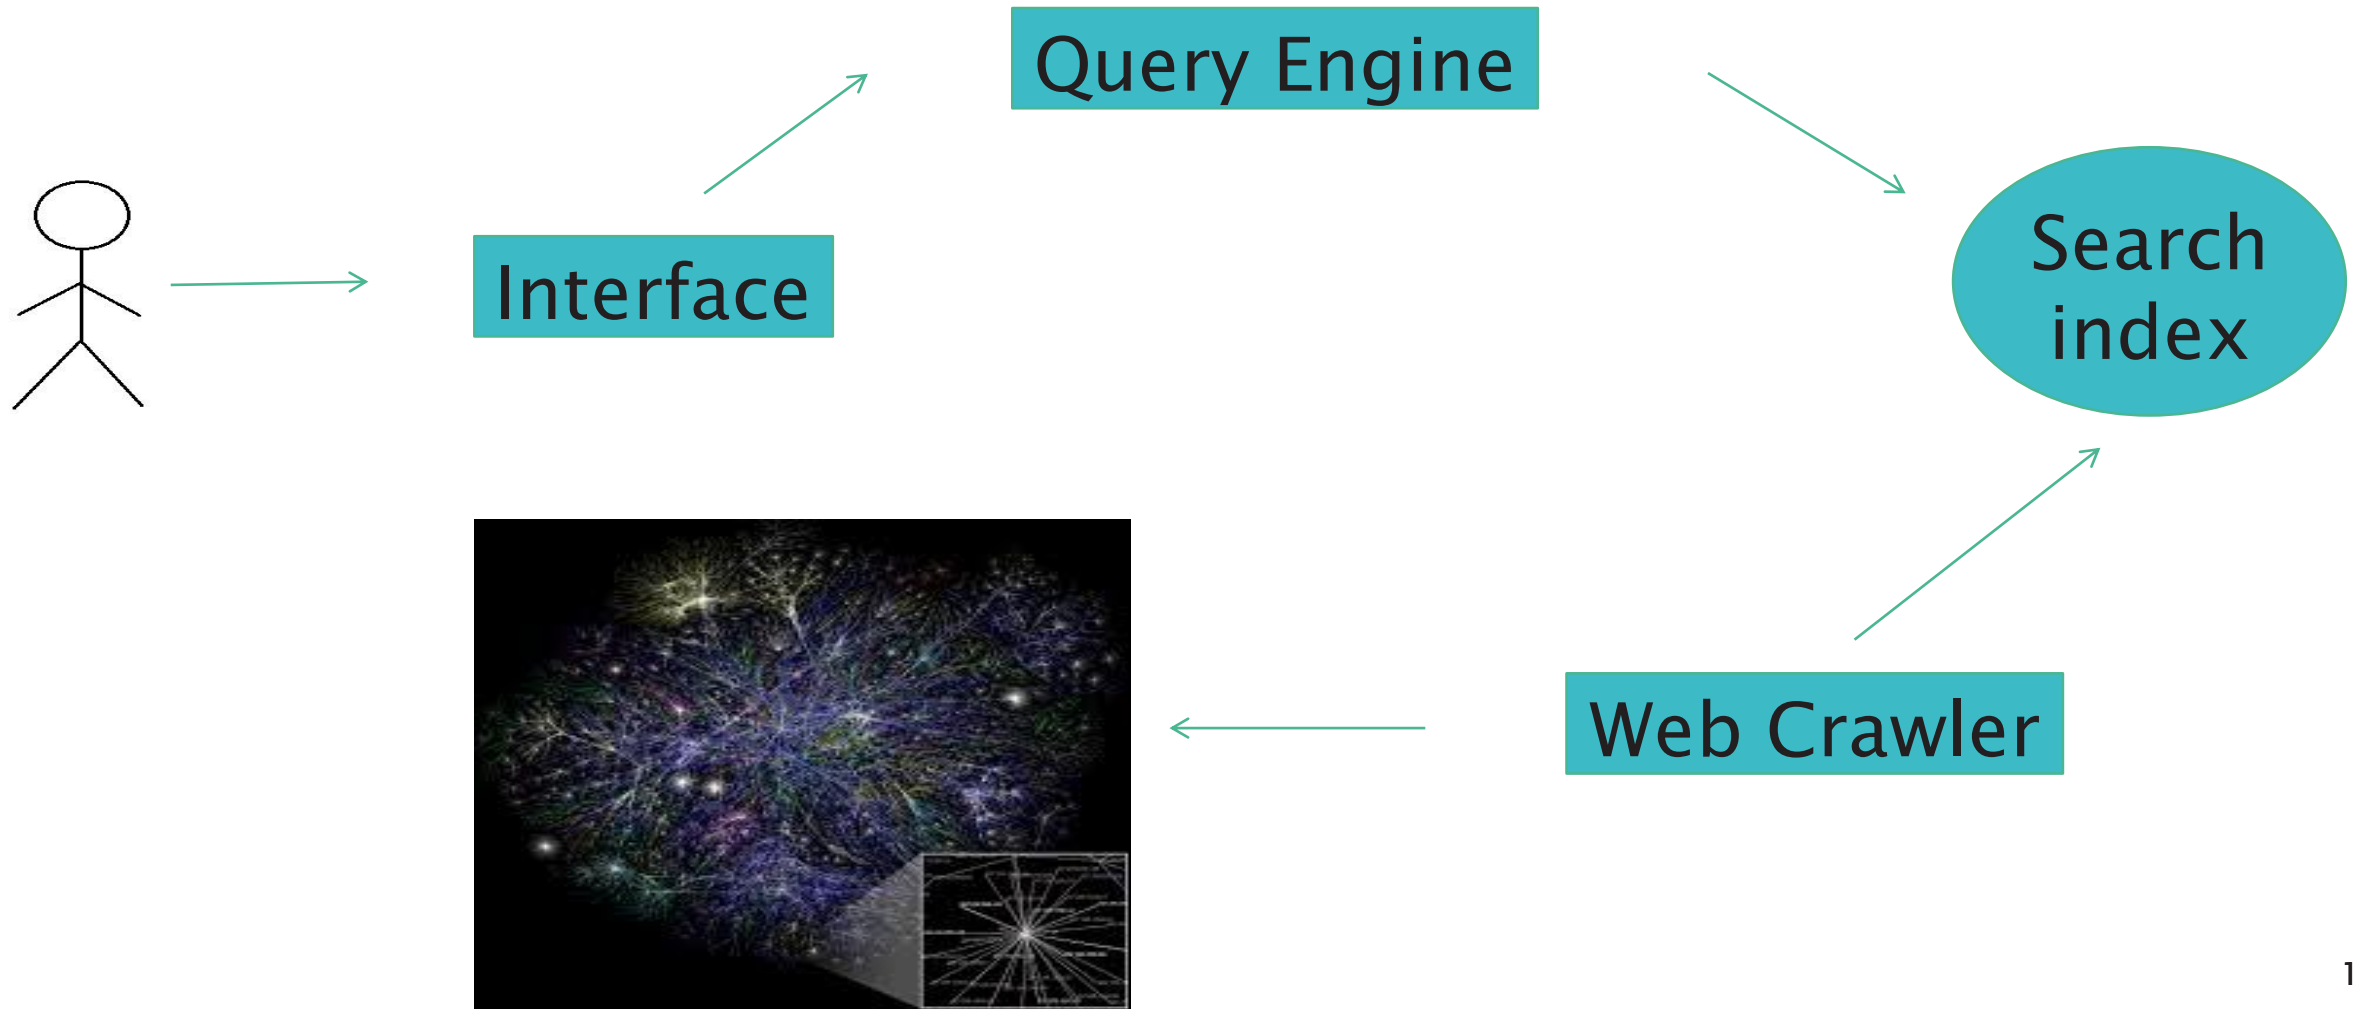 Query Engine
Interface
Search
index
Web Crawler
1